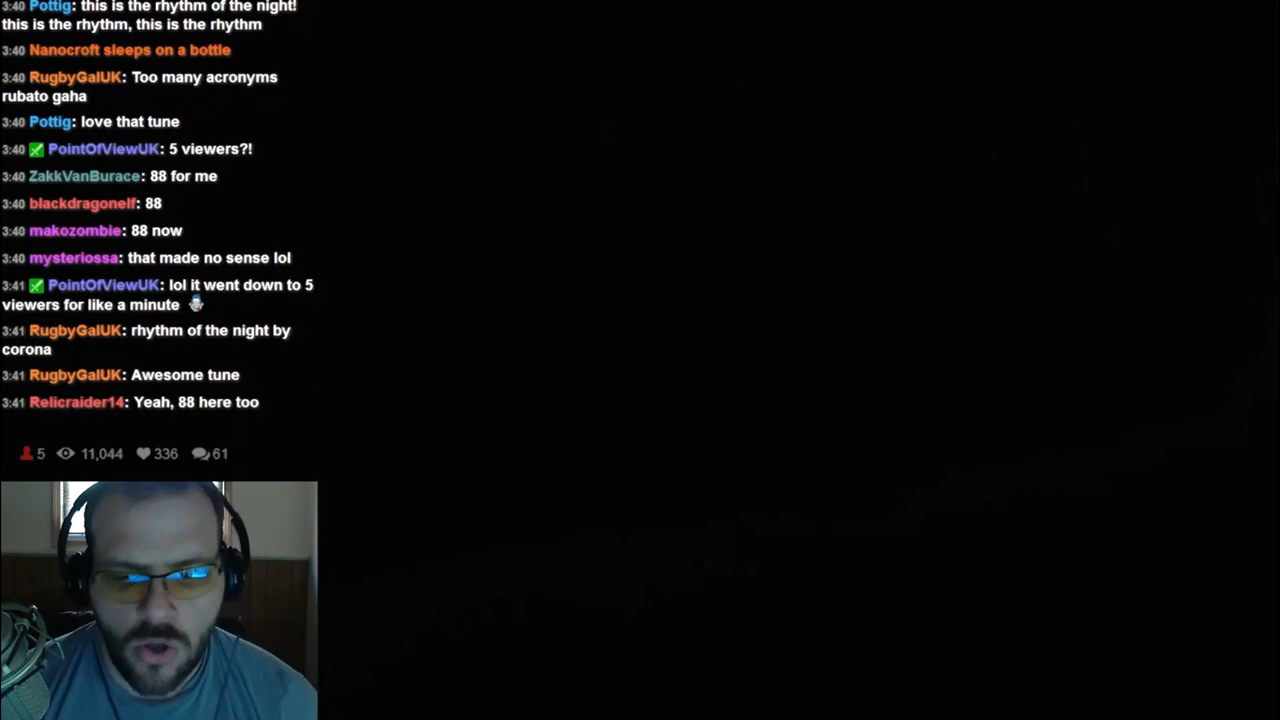 3:40 Pottig: this is the rhythm of the night!
this is the rhythm, this is the rhythm
3:40 Nanocroft sleeps on a bottle
3:40 RugbyGalUK: Too many acronyms
rubato gaha
3:40 Pottig: love that tune
3:40 PointOfViewUK: 5 viewers?!
3:40 ZakkVanBurace: 88 for me
3:40 blackdragonelf: 88
3:40 makozombie: 88 now
3:40 mysteriossa: that made no sense lol
3:41 PointOfViewUK: lol it went down to 5
viewers for like a minute
3:41 RugbyGalUK: rhythm of the night by
corona
3:41 RugbyGalUK: Awesome tune
3:41 Relicraider14: Yeah, 88 here too
5 11,044 336 61